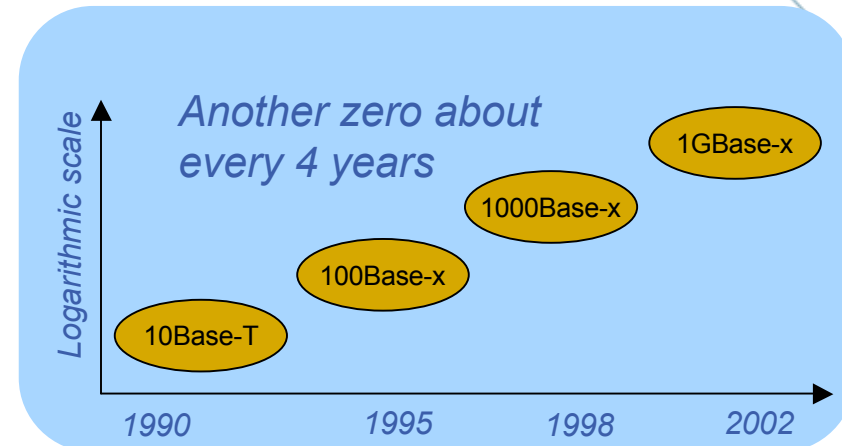 Another zero about
every 4 years
Logarithmic scale
1GBase-x
1000Base-x
100Base-x
10Base-T
1990
1995
1998
2002